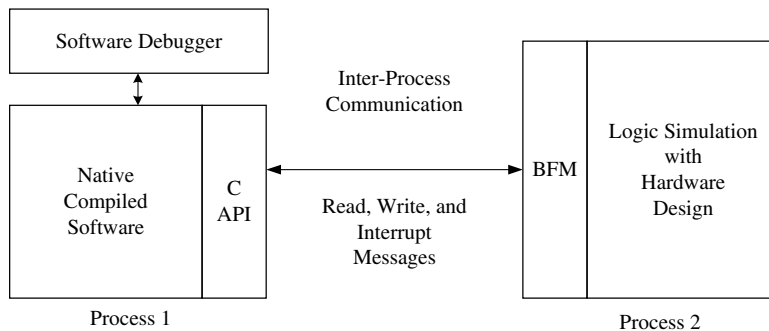 Software Debugger
Inter-Process
Communication
Native
Compiled
Software
C
API
BFM
Logic Simulation
with
Hardware
Design
Read, Write, and
Interrupt
Messages
Process 1
Process 2